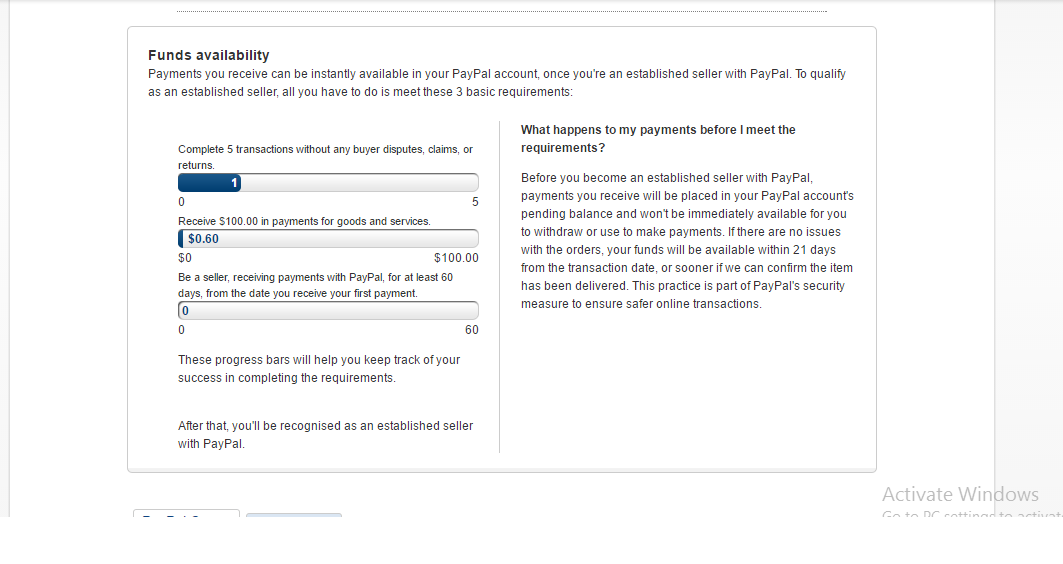 Funds availability
Payments you receive can be instantly available in your PayPal account, once you're an established seller with PayPal. To qualify
as an established seller, all you have to do is meet these 3 basic requirements:
Complete 5 transactions without any buyer disputes, claims, or
returns.
1
0 5
Receive $100.00 in payments for goods and services.
$0.60
$0 $100.00
Be a seller, receiving payments with PayPal, for at least 60
days, from the date you receive your first payment.
0
0 60
These progress bars will help you keep track of your
success in completing the requirements.
After that, you'll be recognised as an established seller
with PayPal.
What happens to my payments before I meet the
requirements?
Before you become an established seller with PayPal,
payments you receive will be placed in your PayPal account's
pending balance and won't be immediately available for you
to withdraw or use to make payments. If there are no issues
with the orders, your funds will be available within 21 days
from the transaction date, or sooner if we can confirm the item
has been delivered. This practice is part of PayPal's security
measure to ensure safer online transactions.
Activate Windows
Go to PC settings to activate